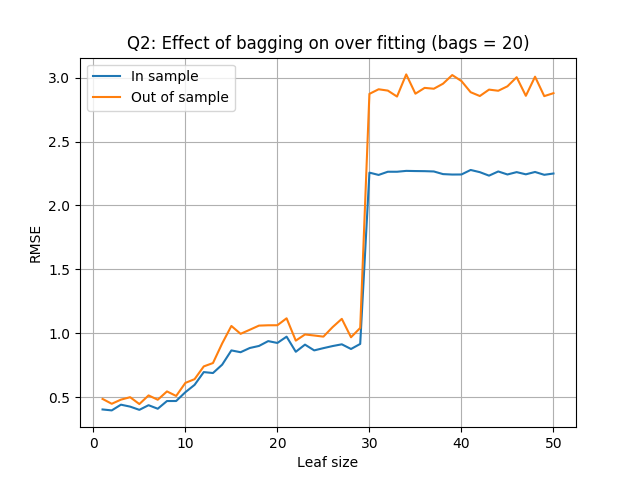 Q2: Effect of bagging on over fitting (bags = 20)
In sample
Out of sample
3.0
2.5
2.0
1.5
1.0
0.5
RMSE
0 10 20 30 40 50
Leaf size